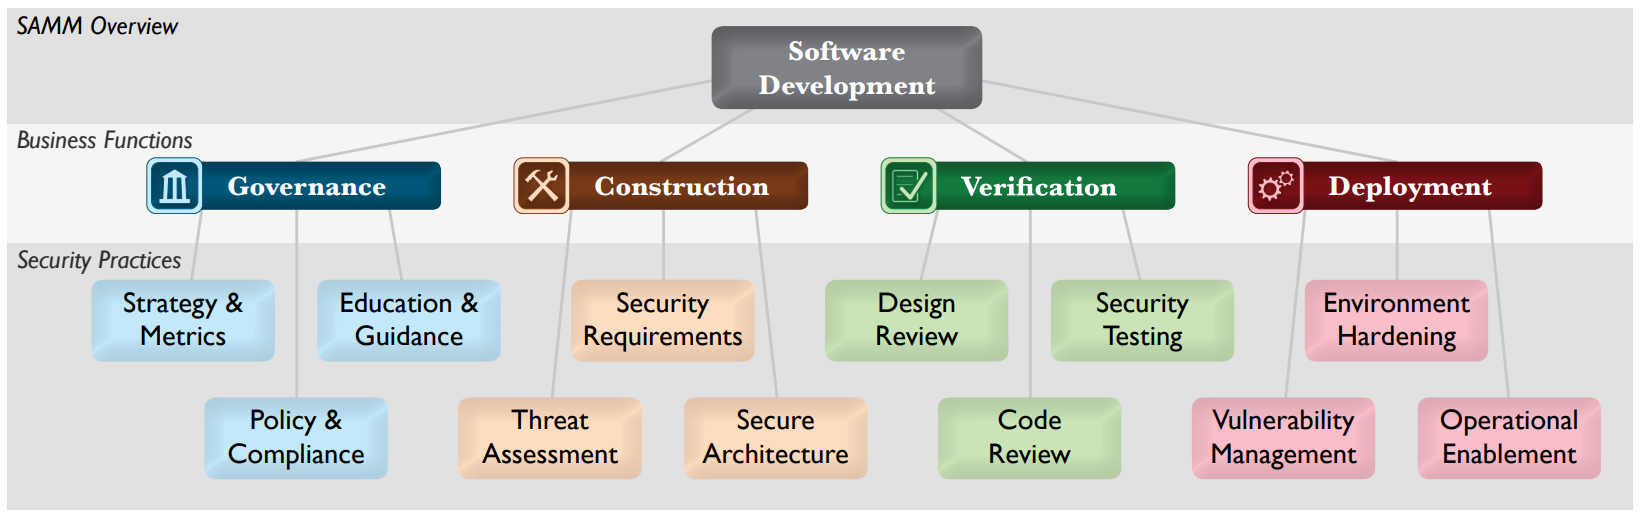 SAMM Overview
Software
Development
Business Functions
Governance
Construction
Verification
Deployment
Security Practices
Strategy &
Metrics
Education &
Guidance
Security
Requirements
Design
Review
Security
Testing
Environment
Hardening
Policy &
Compliance
Threat
Assessment
Secure
Architecture
Code
Review
Vulnerability
Management
Operational
Enablement